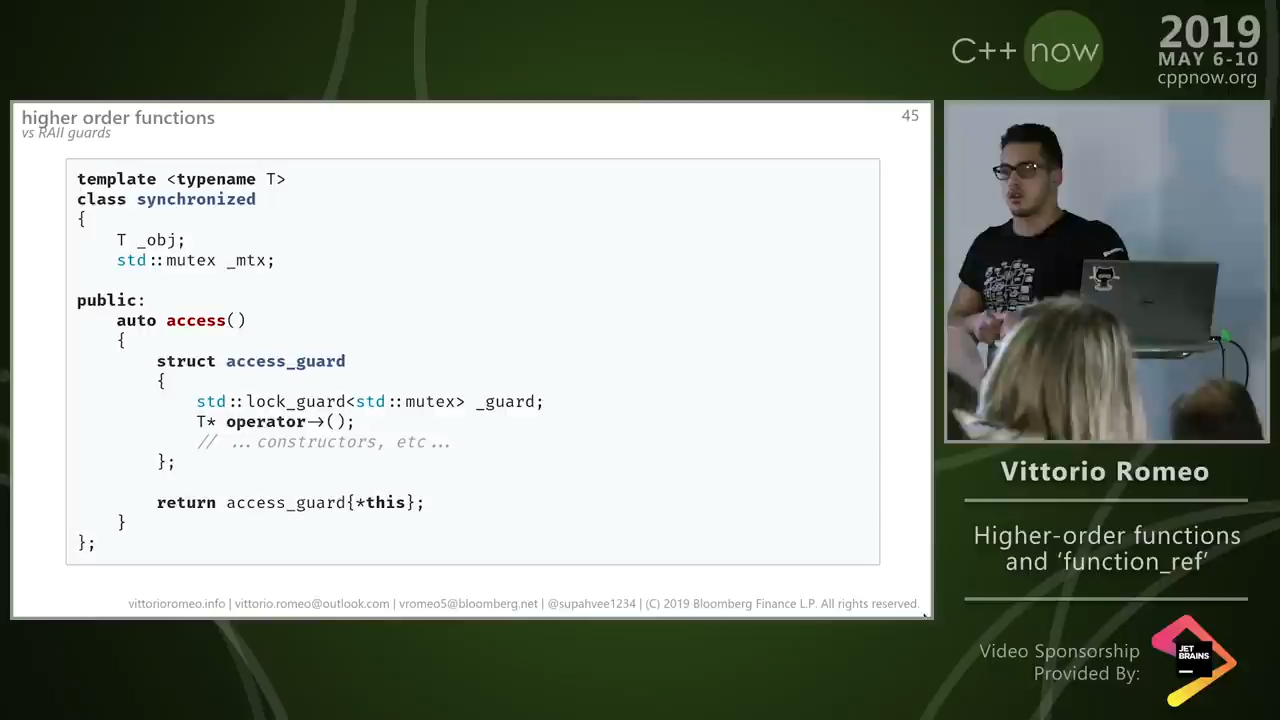 C++ now
2019
MAY 6-10
cppnow.org
higher order functions
vs RAII guards
45
template <typename T>
class synchronized
{
    T _obj;
    std::mutex _mtx;
public:
    auto access()
    {
        struct access_guard
        {
            std::lock_guard<std::mutex> _guard;
            T* operator->();
            // ...constructors, etc...
        };
        return access_guard{*this};
    }
};
vittorioromeo.info | vittorio.romeo@outlook.com | vromeo5@bloomberg.net | @supahvee1234 | (C) 2019 Bloomberg Finance L.P. All rights reserved.
Vittorio Romeo
Higher-order functions
and ‘function_ref’
Video Sponsorship
Provided By:
JET
BRAINS